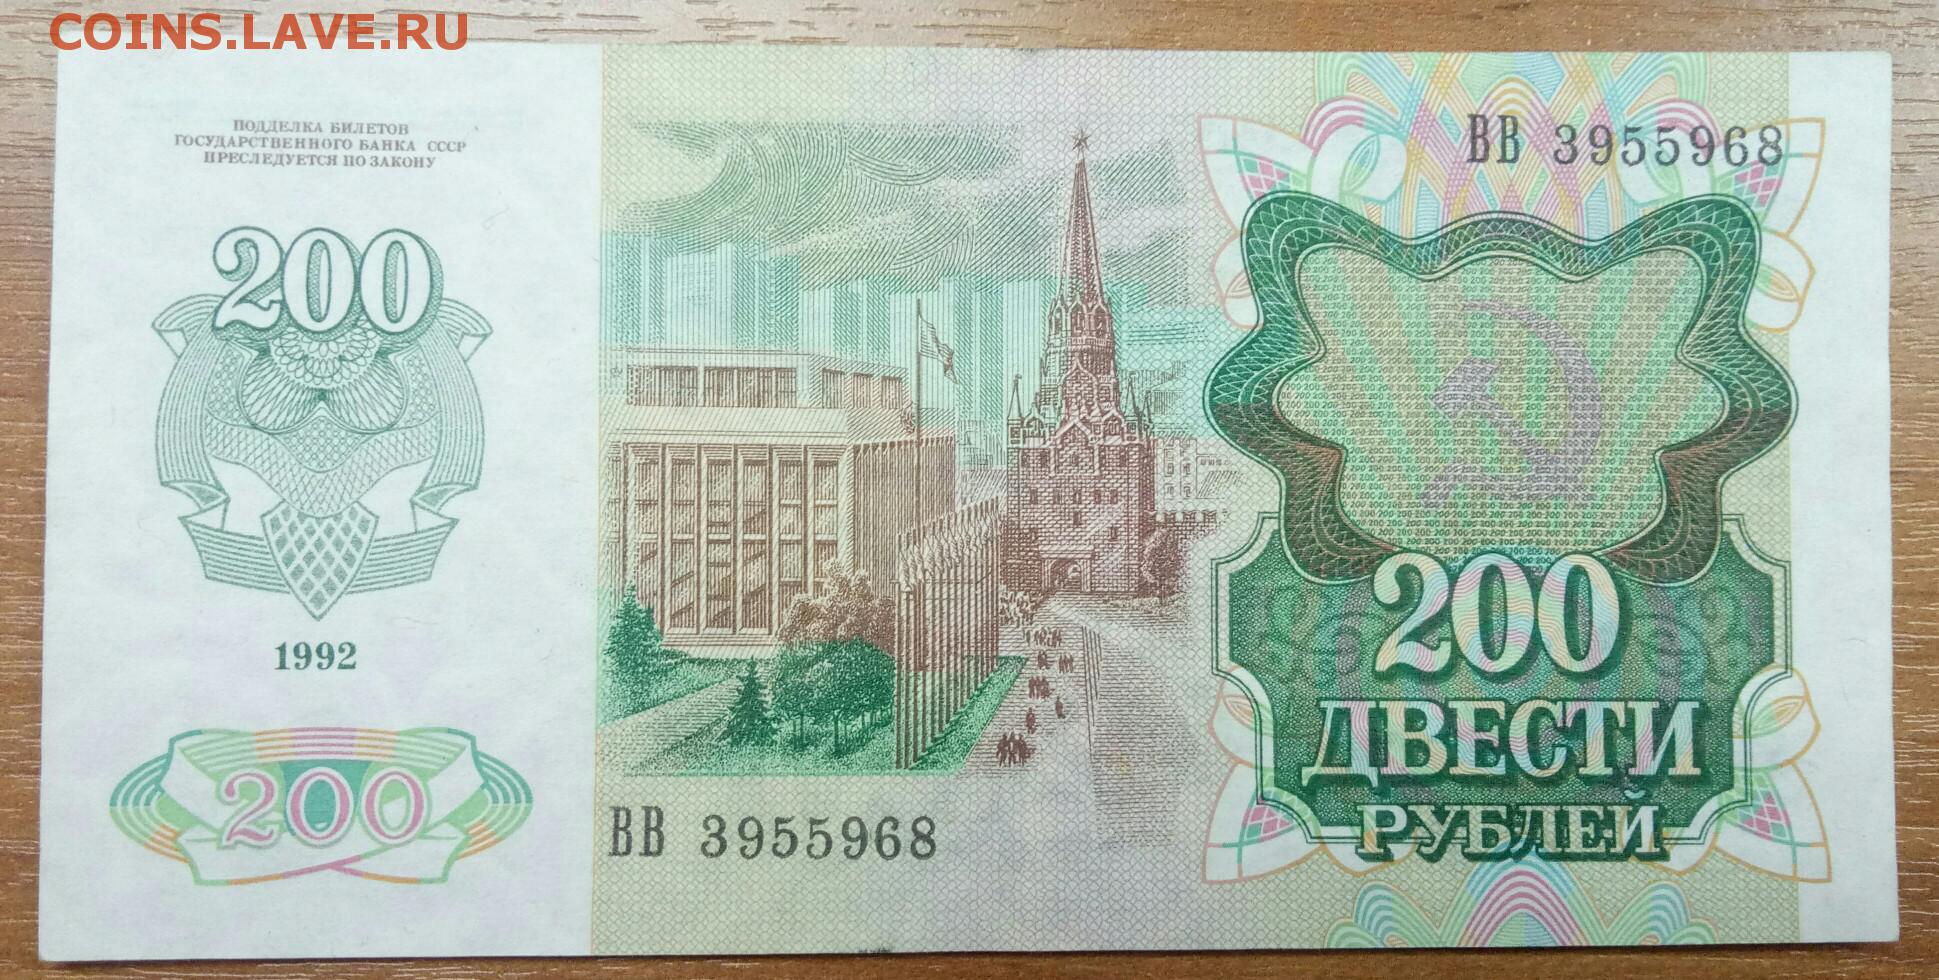 COINS.LAVE.RU
ПОДДЕЛКА БИЛЕТОВ
ГОСУДАРСТВЕННОГО БАНКА СССР
ПРЕСЛЕДУЕТСЯ ПО ЗАКОНУ
200
1992
200
ВВ 3955968
ВВ 3955968
200
ДВЕСТИ
РУБЛЕЙ